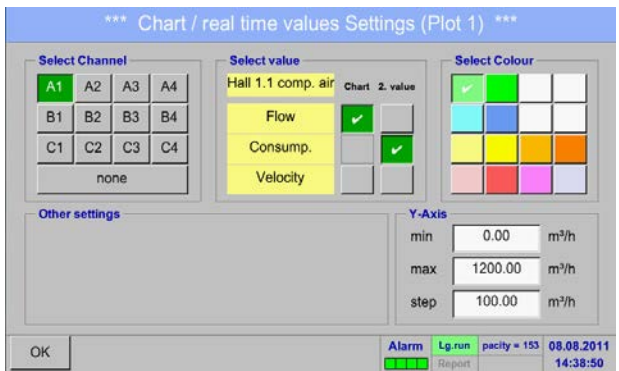 *** Chart / real time values Settings (Plot 1) ***
Select Channel
A1 A2 A3 A4
B1 B2 B3 B4
C1 C2 C3 C4
none
Select value
Hall 1.1 comp. air Chart 2. value
Flow
Consump.
Velocity
Select Colour
Other settings
Y-Axis
min 0.00 m³/h
max 1200.00 m³/h
step 100.00 m³/h
OK
Alarm Lg.run pacity = 153 08.08.2011
Report 14:38:50